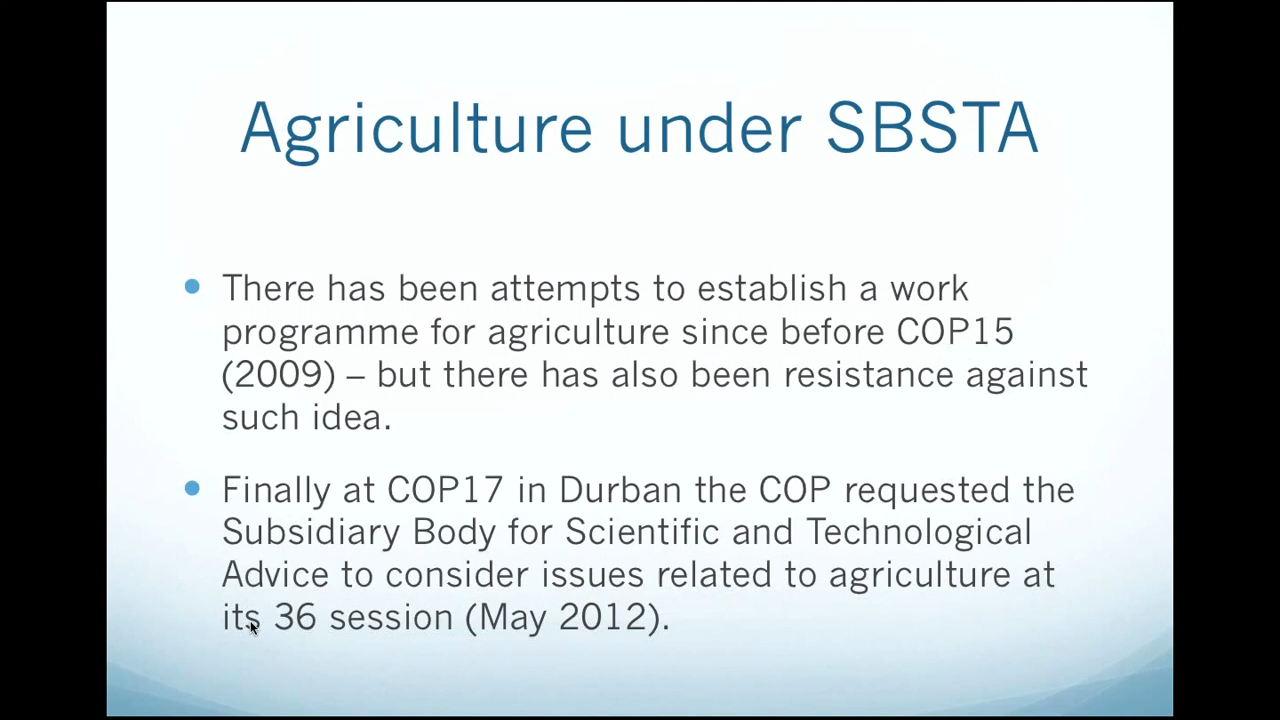 Agriculture under SBSTA
• There has been attempts to establish a work
programme for agriculture since before COP15
(2009) – but there has also been resistance against
such idea.
• Finally at COP17 in Durban the COP requested the
Subsidiary Body for Scientific and Technological
Advice to consider issues related to agriculture at
its 36 session (May 2012).